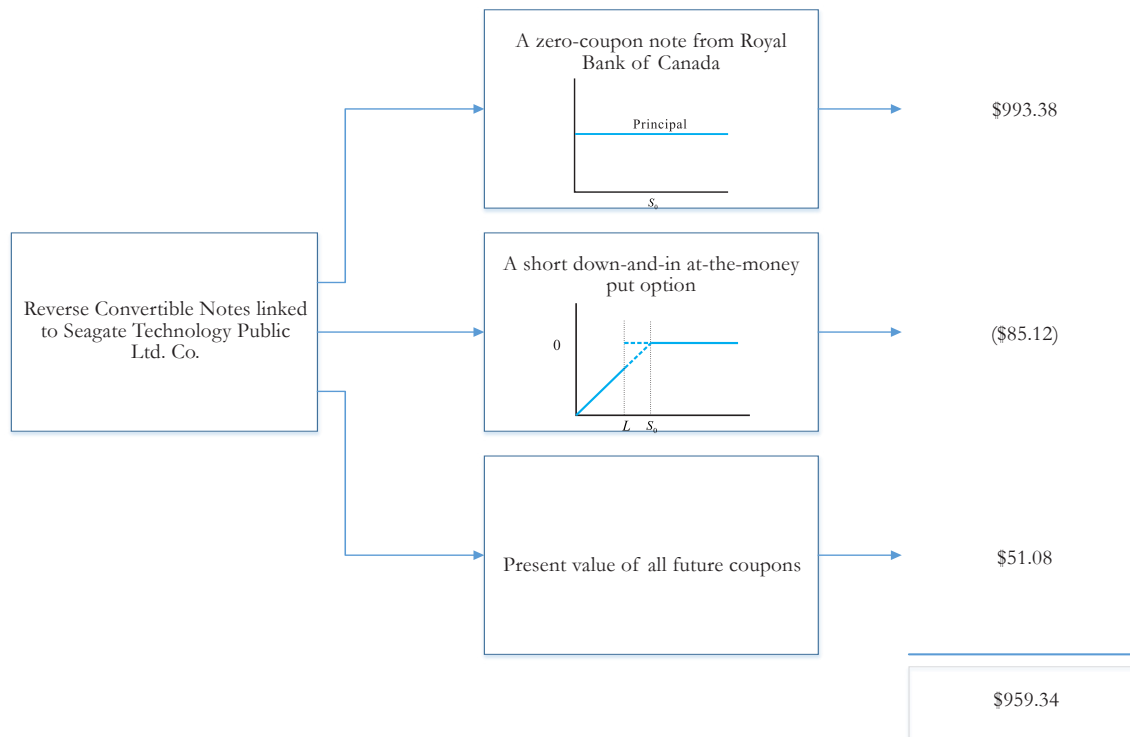 A zero-coupon note from Royal
Bank of Canada
Principal
S₀
$993.38
Reverse Convertible Notes linked
to Seagate Technology Public
Ltd. Co.
A short down-and-in at-the-money
put option
0
L S₀
($85.12)
Present value of all future coupons
$51.08
$959.34